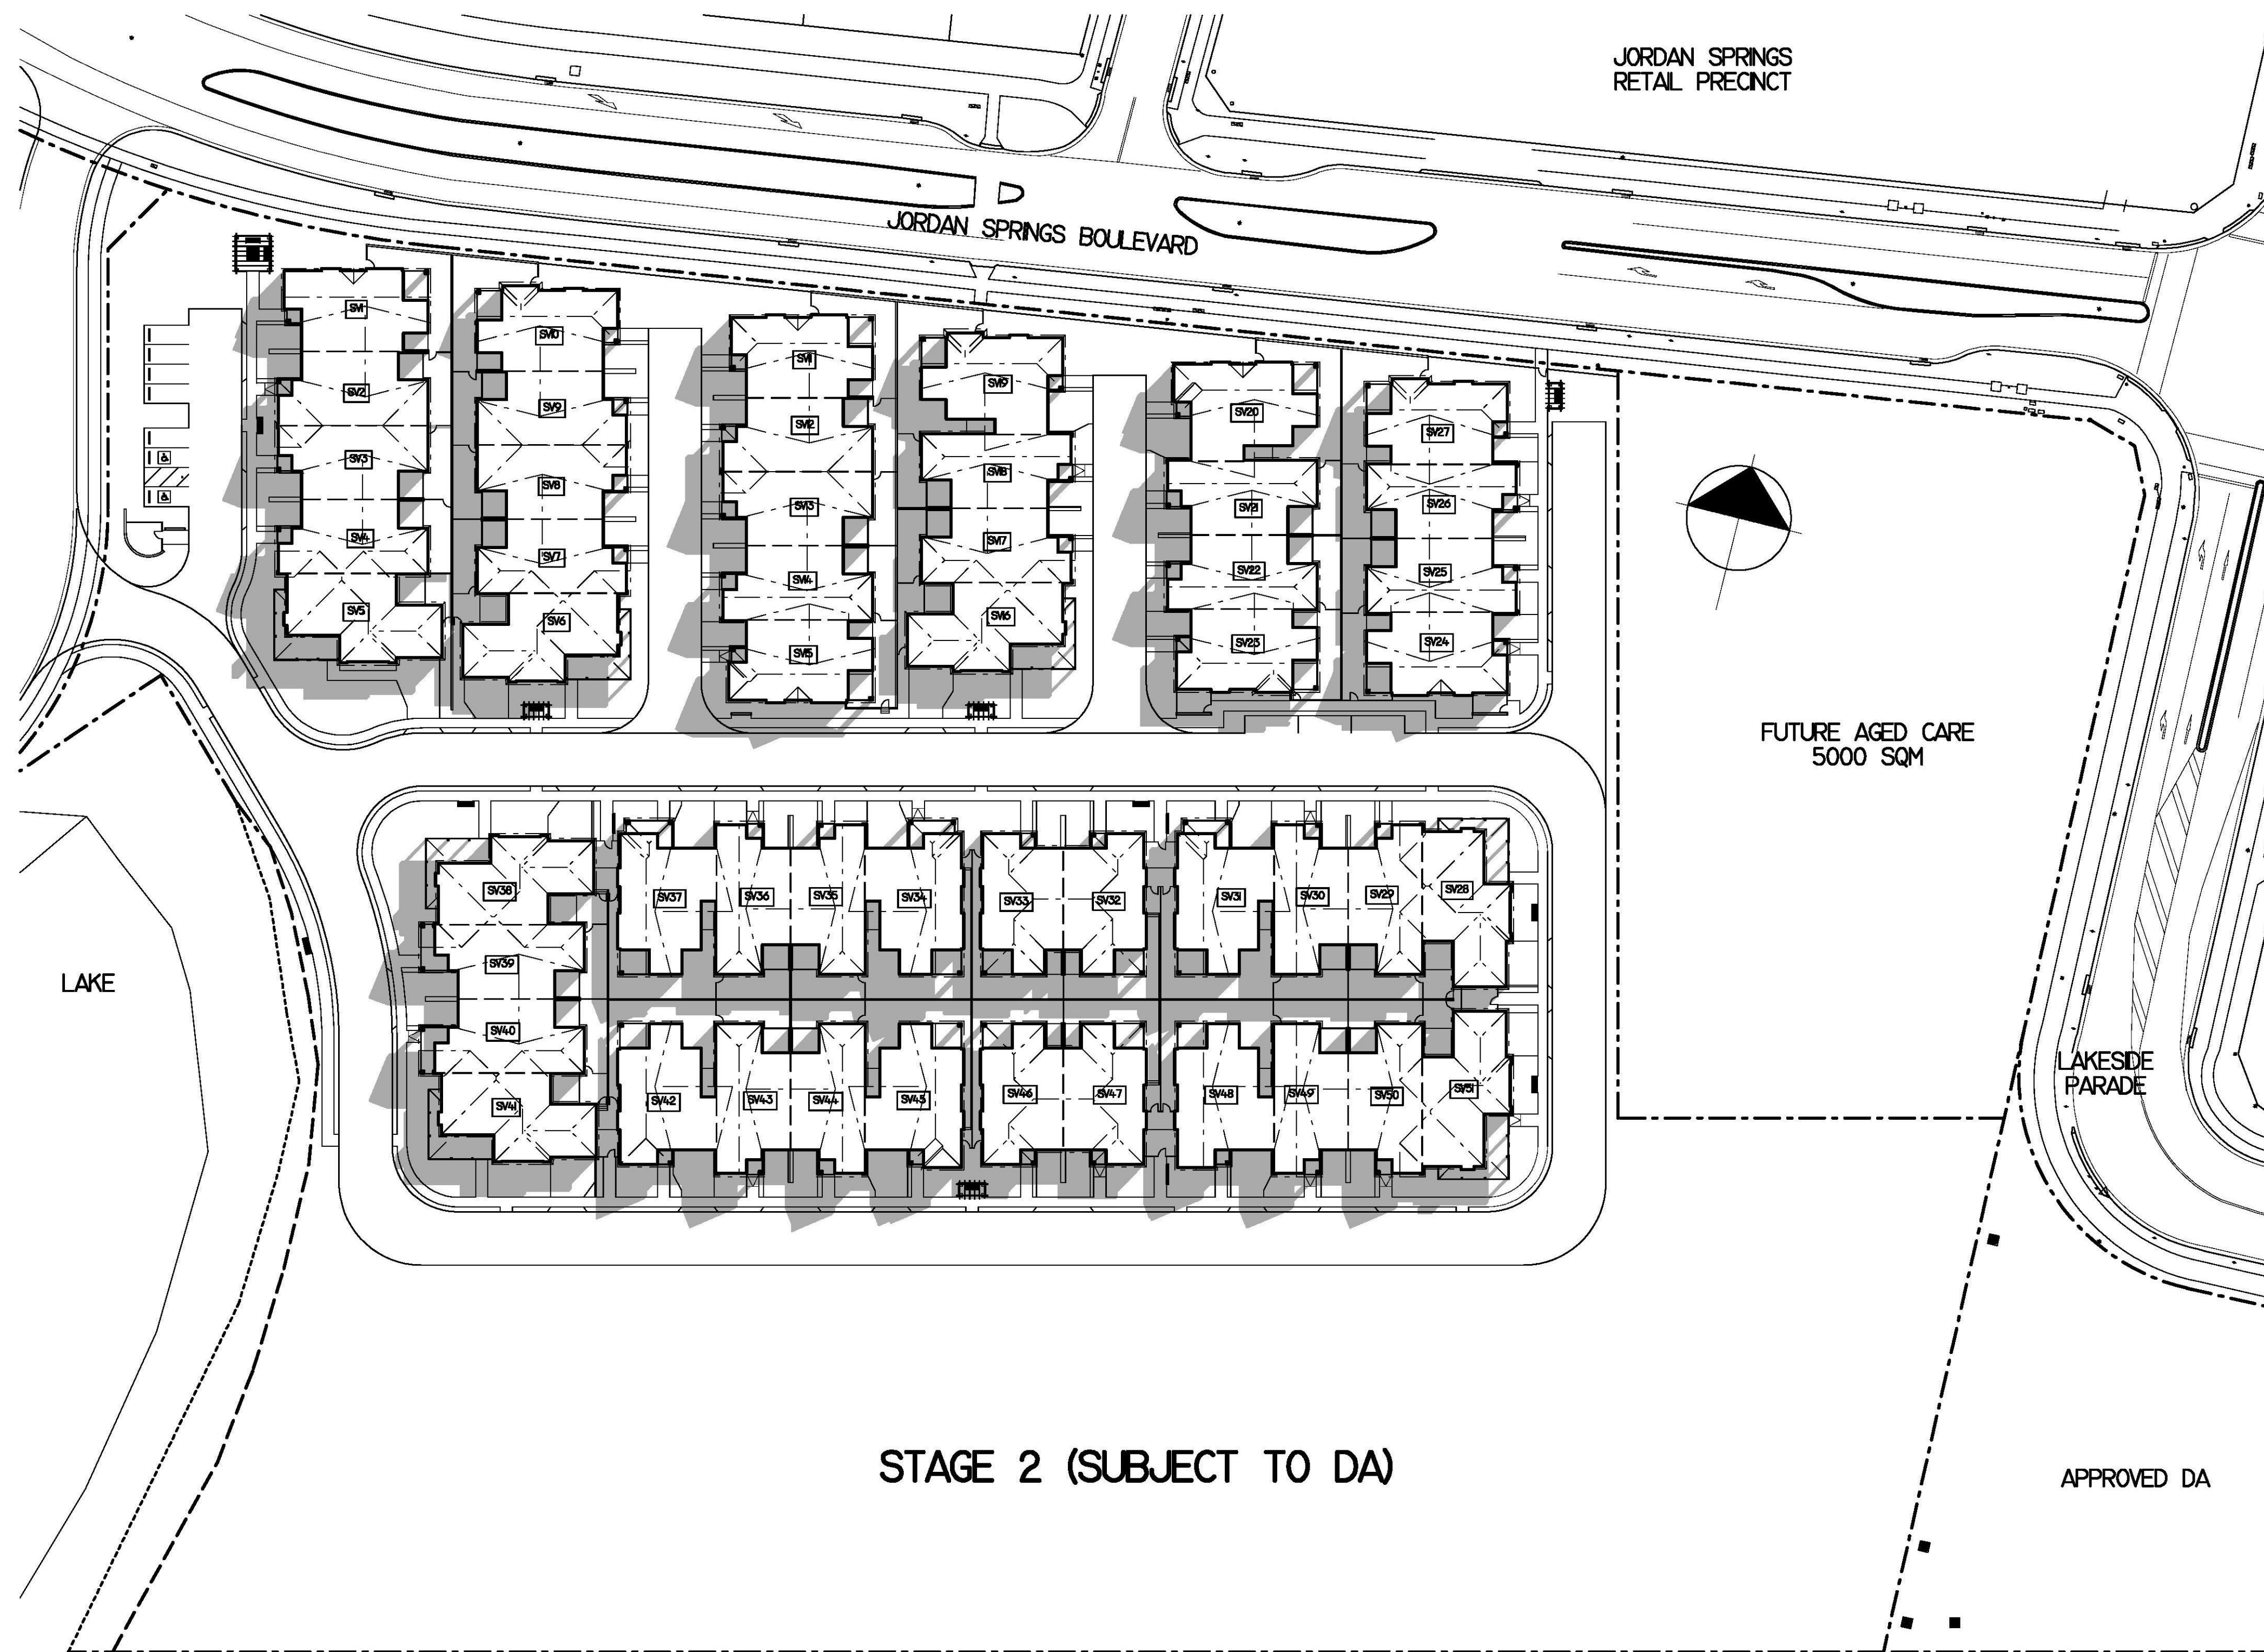 JORDAN SPRINGS
RETAIL PRECINCT
JORDAN SPRINGS BOULEVARD
SV1
SV10
SV2
SV9
SV3
SV8
SV4
SV7
SV5
SV6
SV11
SV19
SV12
SV18
SV13
SV17
SV14
SV16
SV15
SV20
SV27
SV21
SV26
SV22
SV25
SV23
SV24
FUTURE AGED CARE
5000 SQM
SV38
SV37
SV36
SV35
SV34
SV33
SV32
SV31
SV30
SV29
SV28
SV39
SV40
SV41
SV42
SV43
SV44
SV45
SV46
SV47
SV48
SV49
SV50
SV51
LAKE
LAKESIDE
PARADE
STAGE 2 (SUBJECT TO DA)
APPROVED DA